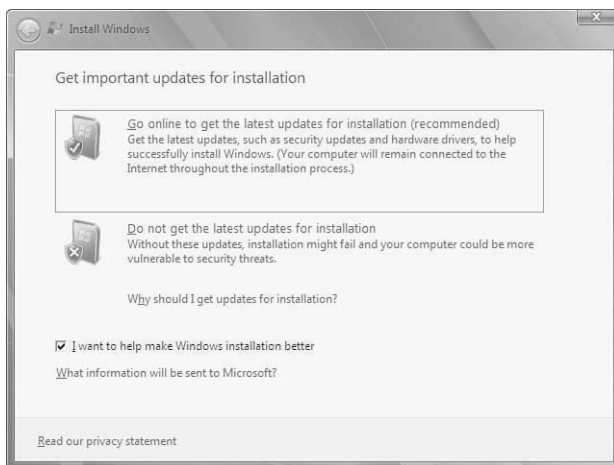 Install Windows
Get important updates for installation
Go online to get the latest updates for installation (recommended)
Get the latest updates, such as security updates and hardware drivers, to help
successfully install Windows. (Your computer will remain connected to the
Internet throughout the installation process.)
Do not get the latest updates for installation
Without these updates, installation might fail and your computer could be more
vulnerable to security threats.
Why should I get updates for installation?
I want to help make Windows installation better
What information will be sent to Microsoft?
Read our privacy statement